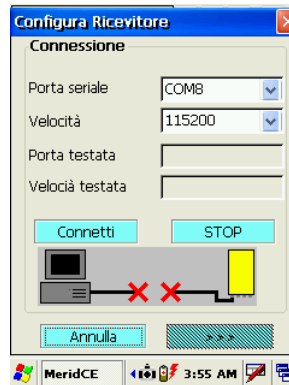 Configura Ricevitore
Connessione
Porta seriale COM8
Velocità 115200
Porta testata
Velocià testata
Connetti STOP
Annulla >>>
MeridCE 3:55 AM